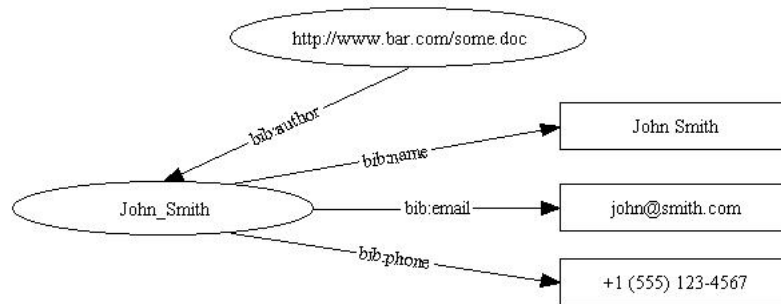 http://www.bar.com/some.doc
bib:author
John Smith
bib:name
John_Smith
bib:email
john@smith.com
bib:phone
+1 (555) 123-4567